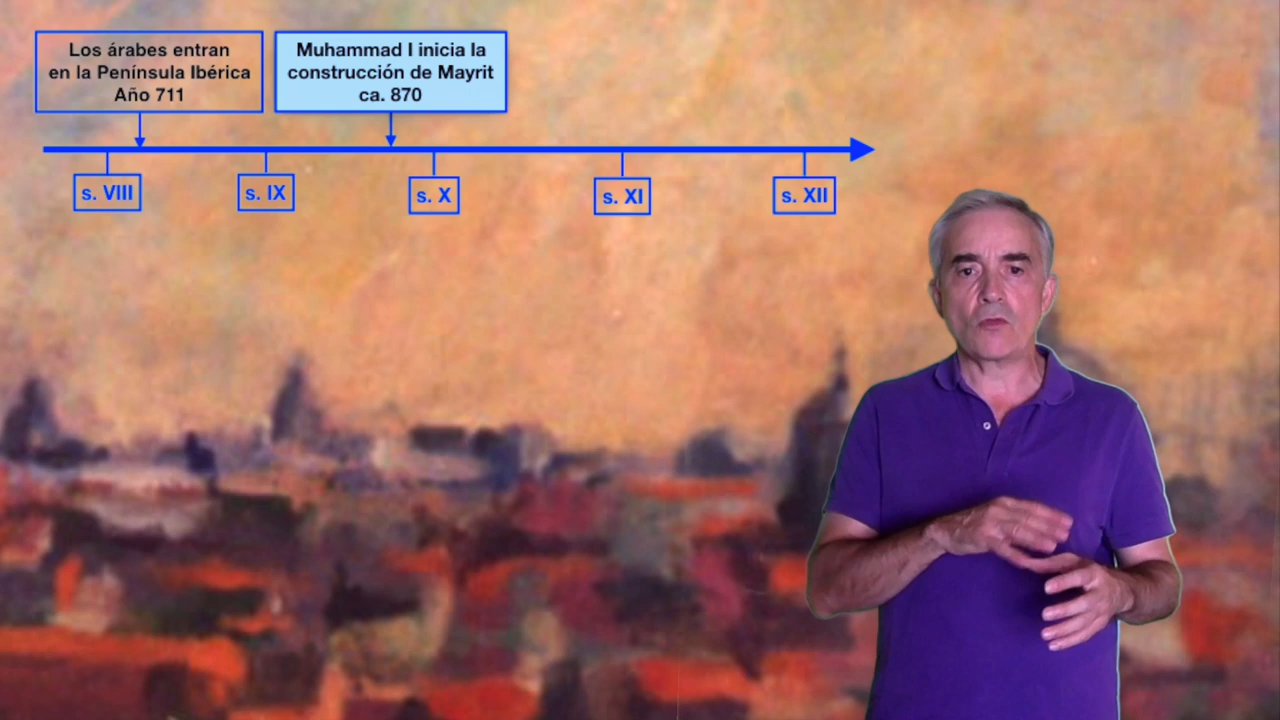 Los árabes entran
en la Península Ibérica
Año 711
Muhammad I inicia la
construcción de Mayrit
ca. 870
s. VIII
s. IX
s. X
s. XI
s. XII